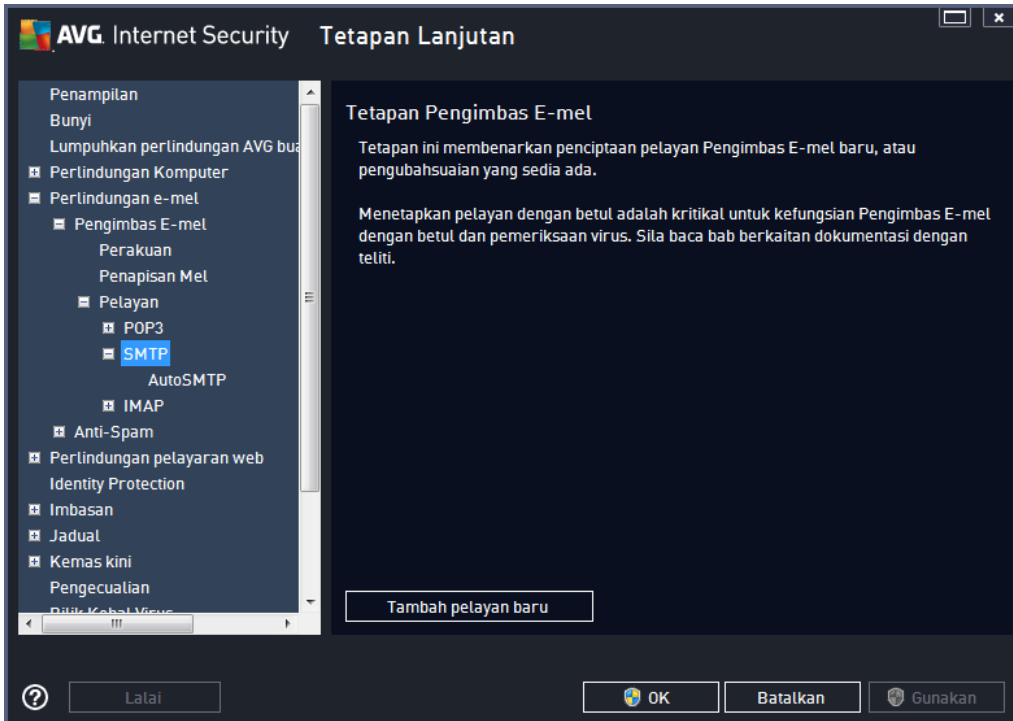 AVG. Internet Security Tetapan Lanjutan
Penampilan
Bunyi
Lumpuhkan perlindungan AVG bua
Perlindungan Komputer
Perlindungan e-mel
Pengimbas E-mel
Perakuan
Penapisan Mel
Pelayan
POP3
SMTP
AutoSMTP
IMAP
Anti-Spam
Perlindungan pelayaran web
Identity Protection
Imbasan
Jadual
Kemas kini
Pengecualian
Bilik Kebal Virus
Tetapan Pengimbas E-mel
Tetapan ini membenarkan penciptaan pelayan Pengimbas E-mel baru, atau
pengubahsuaian yang sedia ada.
Menetapkan pelayan dengan betul adalah kritikal untuk kefungsian Pengimbas E-mel
dengan betul dan pemeriksaan virus. Sila baca bab berkaitan dokumentasi dengan
teliti.
Tambah pelayan baru
Lalai
OK
Batalkan
Gunakan